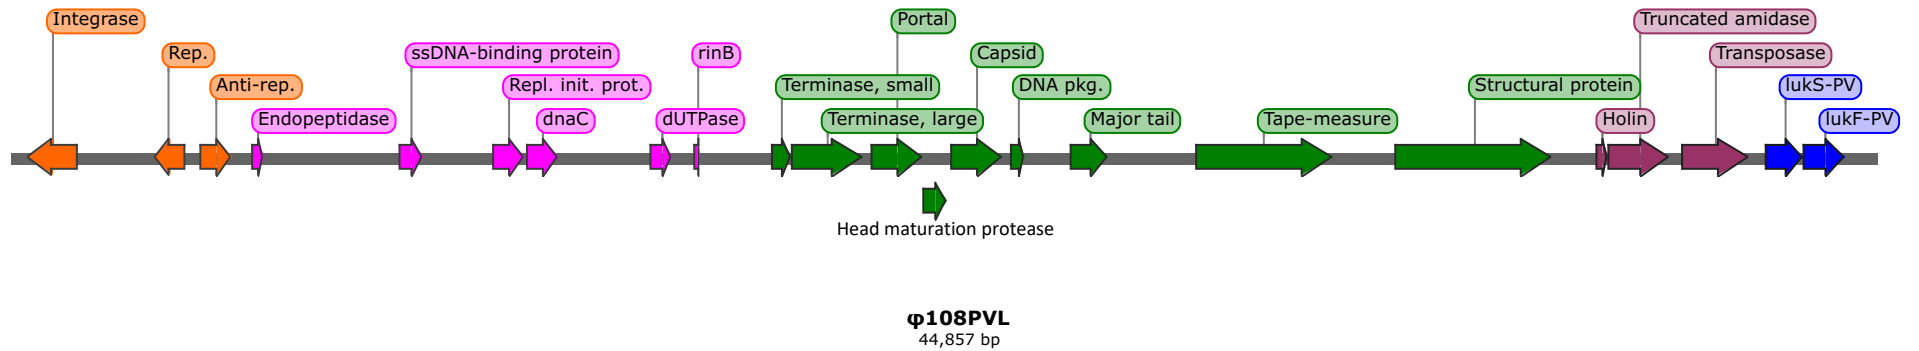 Integrase
Portal
Truncated amidase
Rep.
ssDNA-binding protein
rinB
Capsid
Transposase
Anti-rep.
Repl. init. prot.
Terminase, small
DNA pkg.
Structural protein
lukS-PV
Endopeptidase
dnaC
dUTPase
Terminase, large
Major tail
Tape-measure
Holin
lukF-PV
Head maturation protease
φ108PVL
44,857 bp